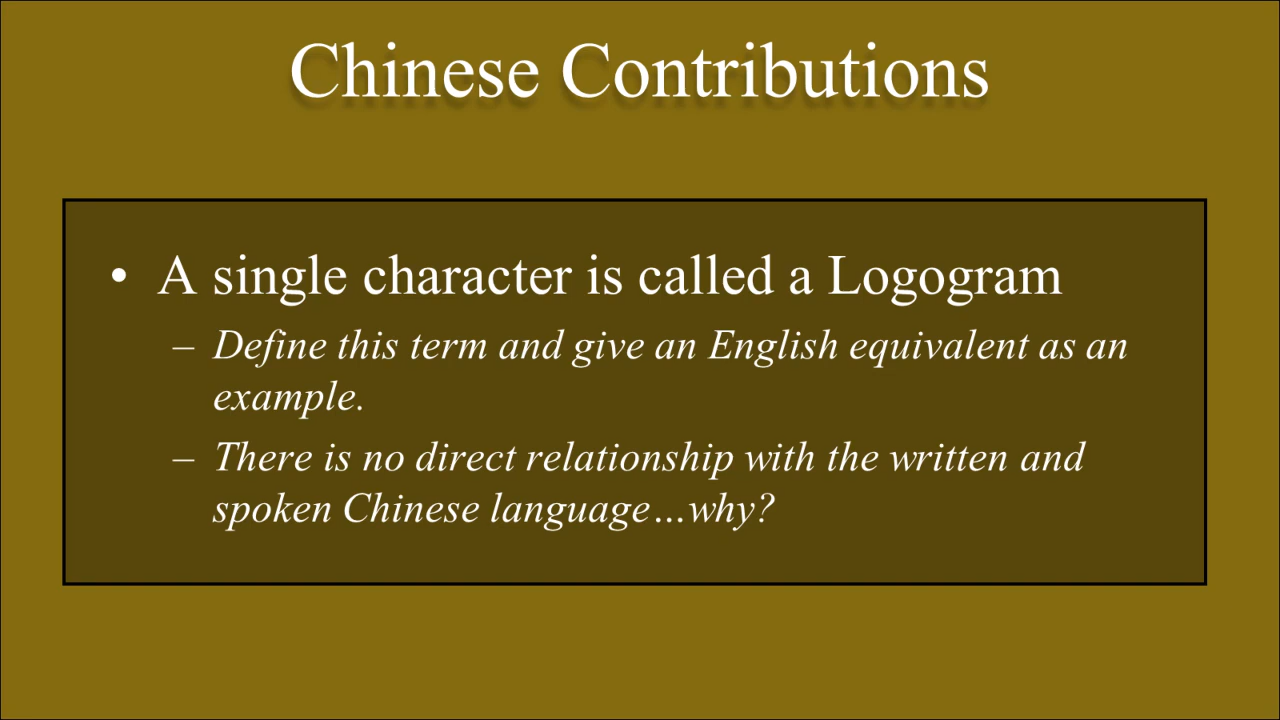 Chinese Contributions
• A single character is called a Logogram
– Define this term and give an English equivalent as an
example.
– There is no direct relationship with the written and
spoken Chinese language…why?